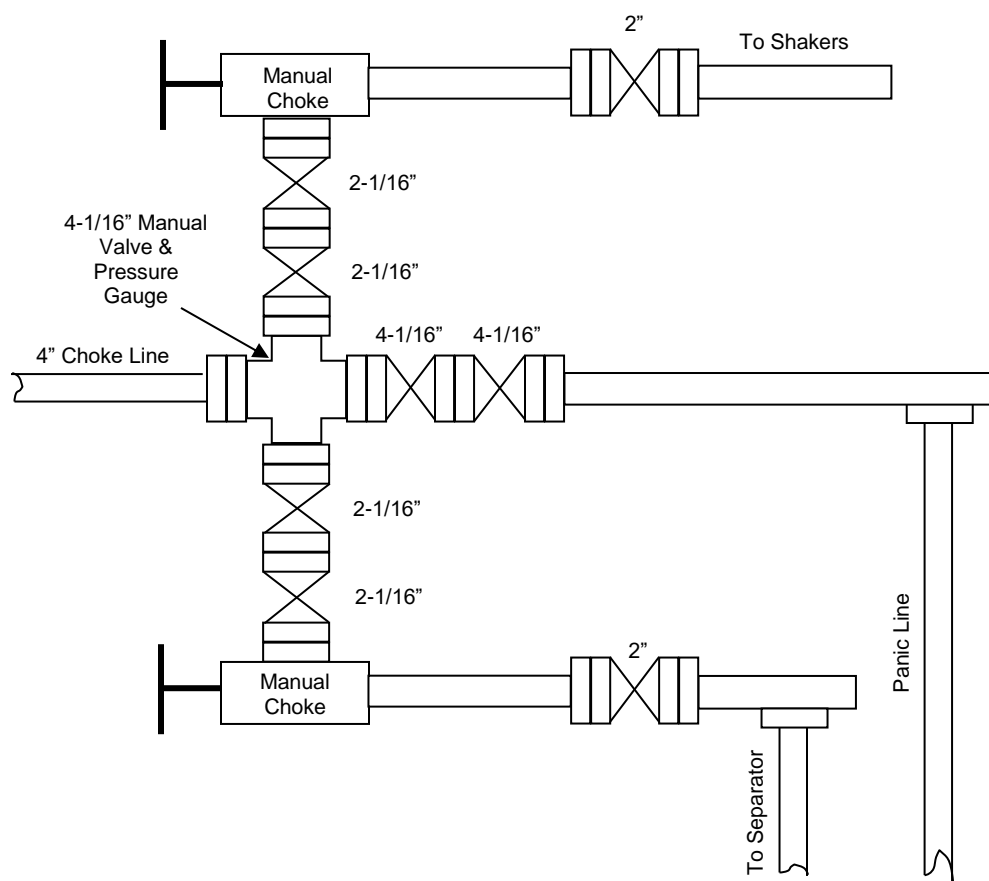 2”
To Shakers
Manual
Choke
2-1/16”
4-1/16” Manual
Valve &
Pressure
Gauge
2-1/16”
4” Choke Line
4-1/16”
4-1/16”
2-1/16”
2-1/16”
Manual
Choke
2”
To Separator
Panic Line